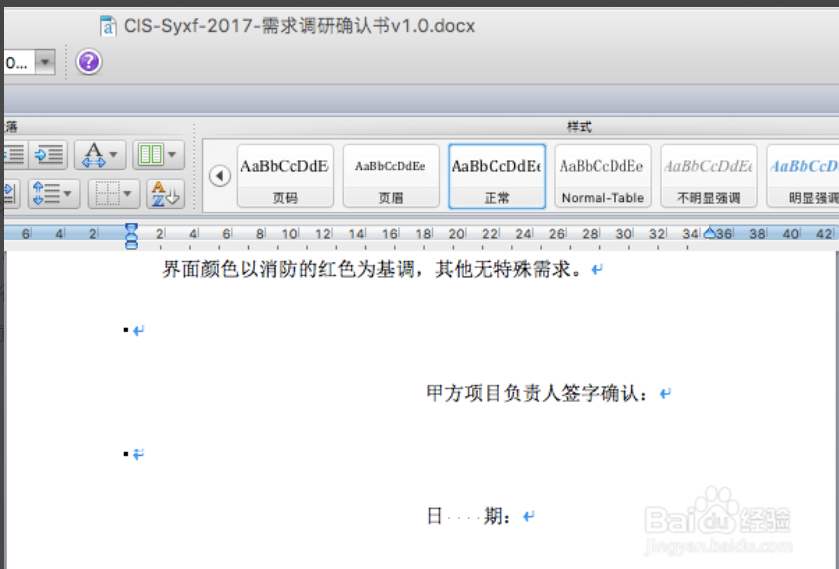 CIS-Syxf-2017-需求调研确认书v1.0.docx
0...
?
落
样式
AaBbCcDdE
AaBbCcDdEe
AaBbCcDdEe
AaBbCcDdEe
AaBbCcDdEe
AaBbCcD
页码
页眉
正常
Normal-Table
不明显强调
明显强调
6 4 2 2 4 6 8 10 12 14 16 18 20 22 24 26 28 30 32 34 36 38 40 42
界面颜色以消防的红色为基调，其他无特殊需求。
甲方项目负责人签字确认：
日····期：
Baidu 经验
jingyan.baidu.com